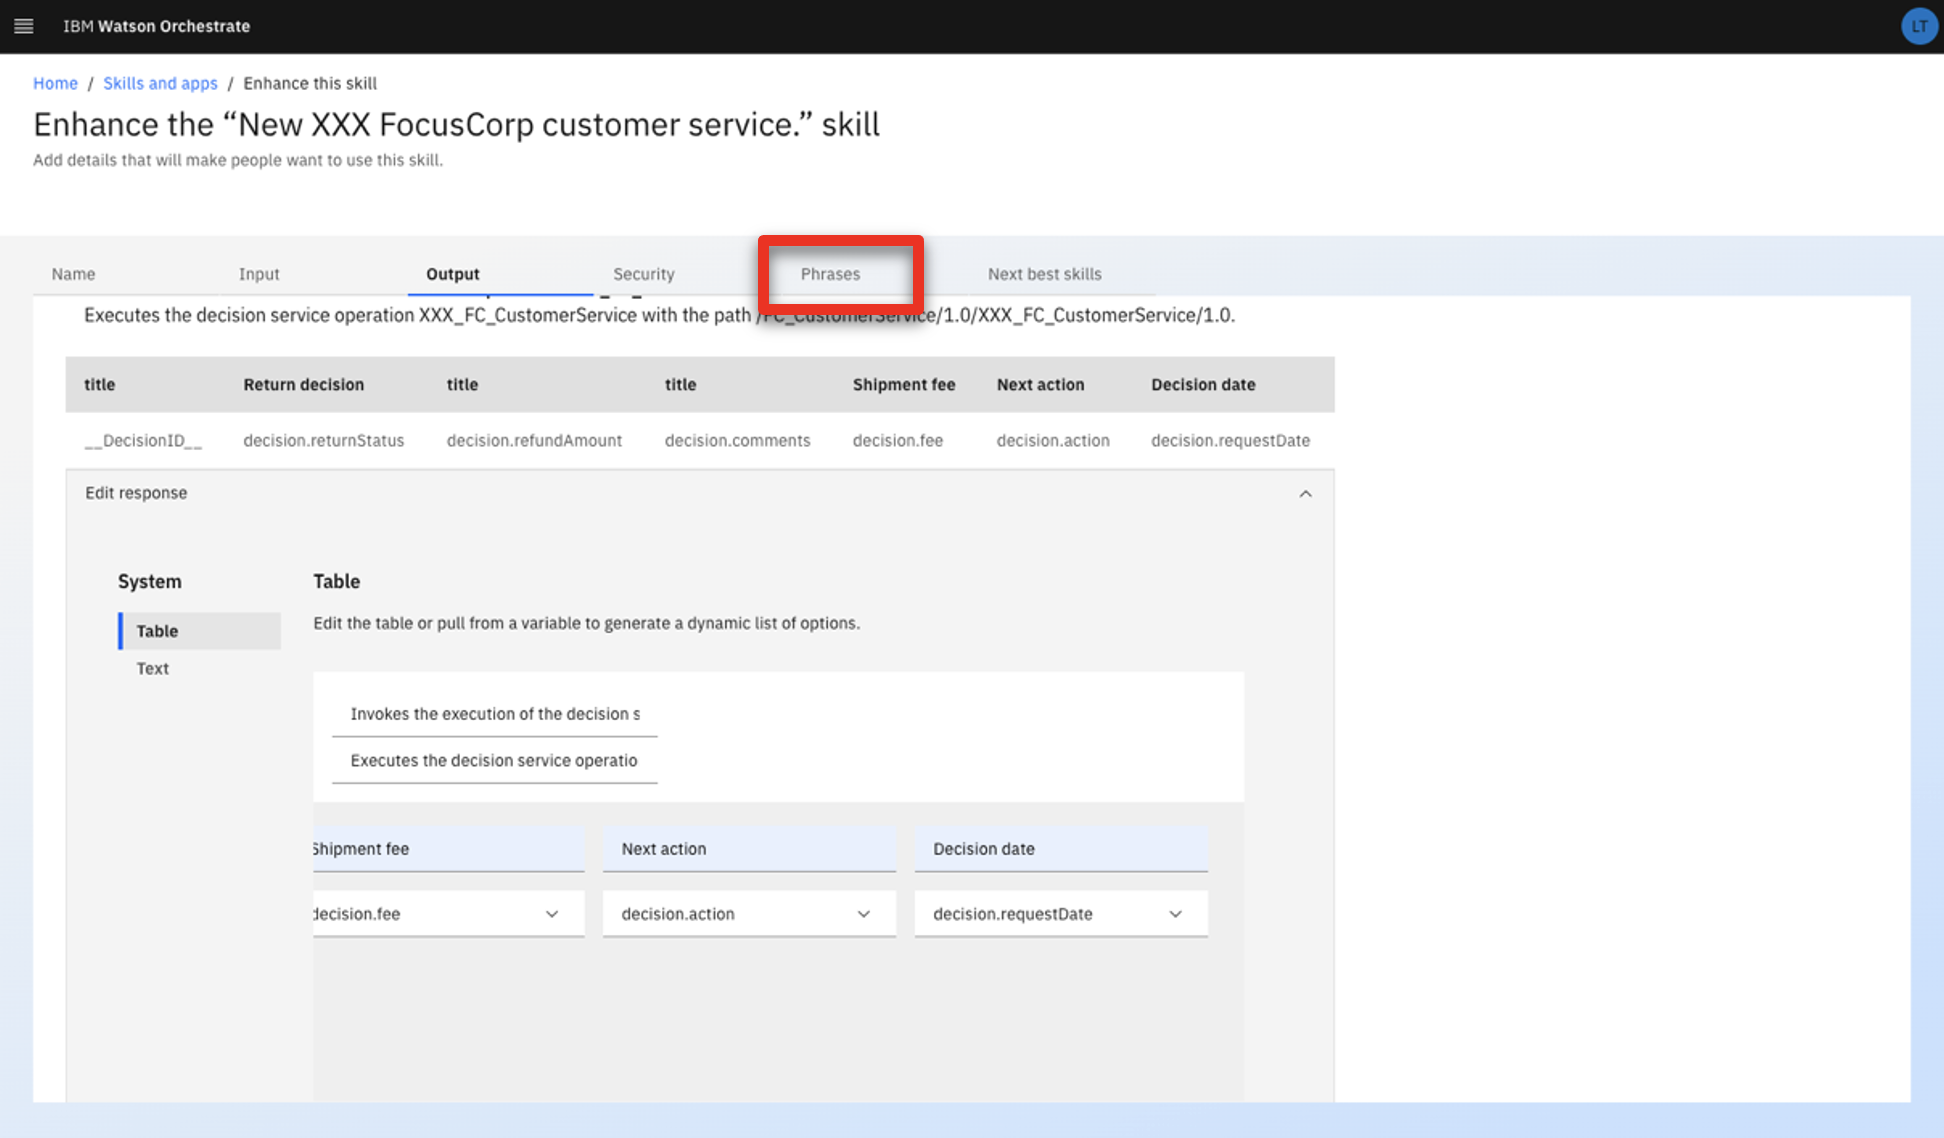 IBM Watson Orchestrate
LT
Home / Skills and apps / Enhance this skill
Enhance the “New XXX FocusCorp customer service.” skill
Add details that will make people want to use this skill.
Name Input Output Security Phrases Next best skills
Executes the decision service operation XXX_FC_CustomerService with the path /FC_CustomerService/1.0/XXX_FC_CustomerService/1.0.
title Return decision title title Shipment fee Next action Decision date
__DecisionID__ decision.returnStatus decision.refundAmount decision.comments decision.fee decision.action decision.requestDate
Edit response
System
Table
Text
Table
Edit the table or pull from a variable to generate a dynamic list of options.
Invokes the execution of the decision s
Executes the decision service operatio
Shipment fee Next action Decision date
decision.fee decision.action decision.requestDate